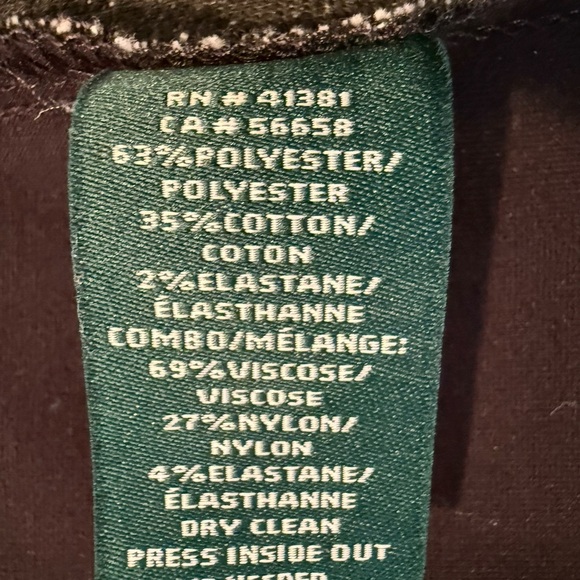 RN # 41381
CA # 56658
63%POLYESTER/
POLYESTER
35%COTTON/
COTON
2%ELASTANE/
ÉLASTHANNE
COMBO/MÉLANGE:
69%VISCOSE/
VISCOSE
27%NYLON/
NYLON
4%ELASTANE/
ÉLASTHANNE
DRY CLEAN
PRESS INSIDE OUT
NEEDED